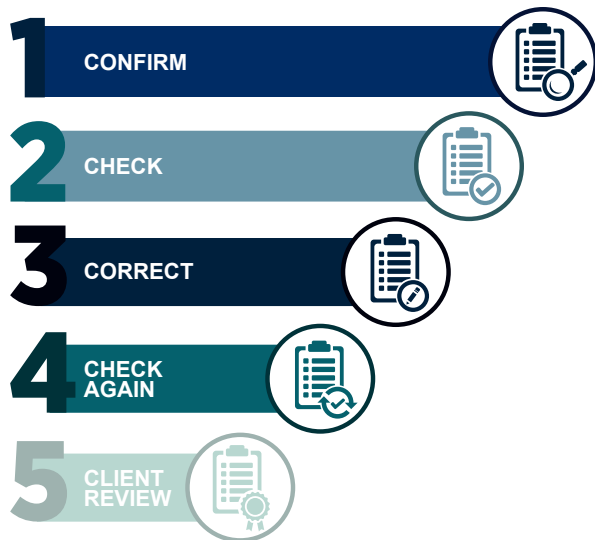 1 CONFIRM
2 CHECK
3 CORRECT
4 CHECK
AGAIN
5 CLIENT
REVIEW